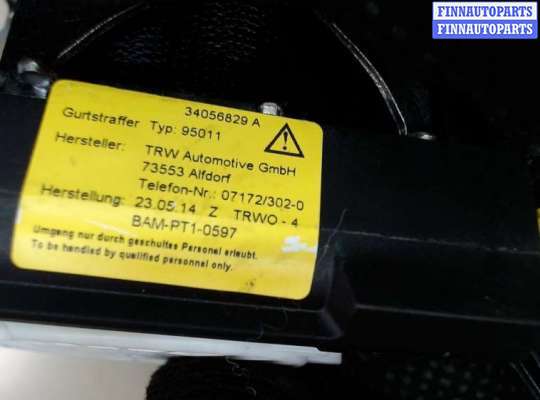 FINNAUTOPARTS
FINNAUTOPARTS
34056829 A
Gurtstraffer Typ: 95011
Hersteller: TRW Automotive GmbH
73553 Alfdorf
Telefon-Nr.: 07172/302-0
Herstellung: 23.05.14 Z TRWO - 4
BAM-PT1-0597
Umgang nur durch geschultes Personal erlaubt.
To be handled by qualified personnel only.